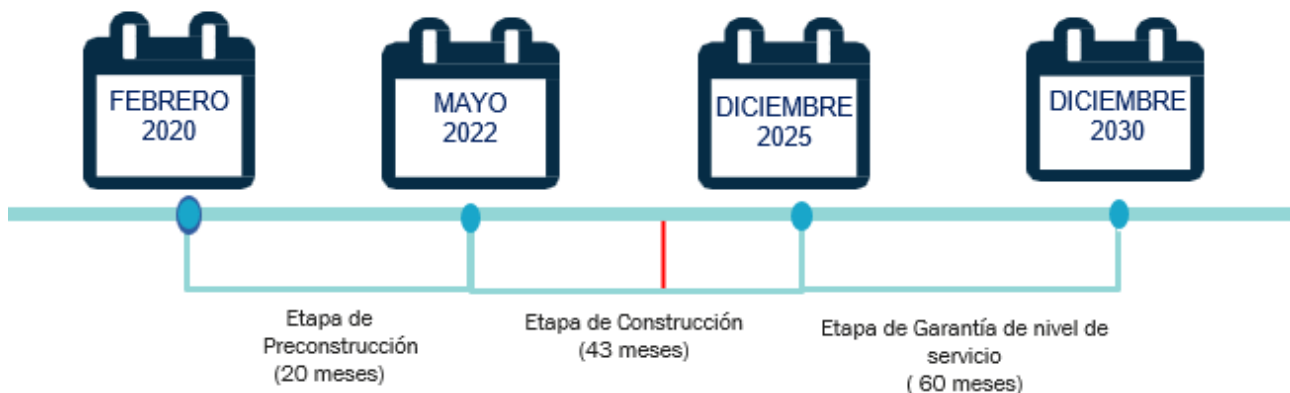 FEBRERO
2020
MAYO
2022
DICIEMBRE
2025
DICIEMBRE
2030
Etapa de
Preconstrucción
(20 meses)
Etapa de Construcción
(43 meses)
Etapa de Garantía de nivel de
servicio
( 60 meses)